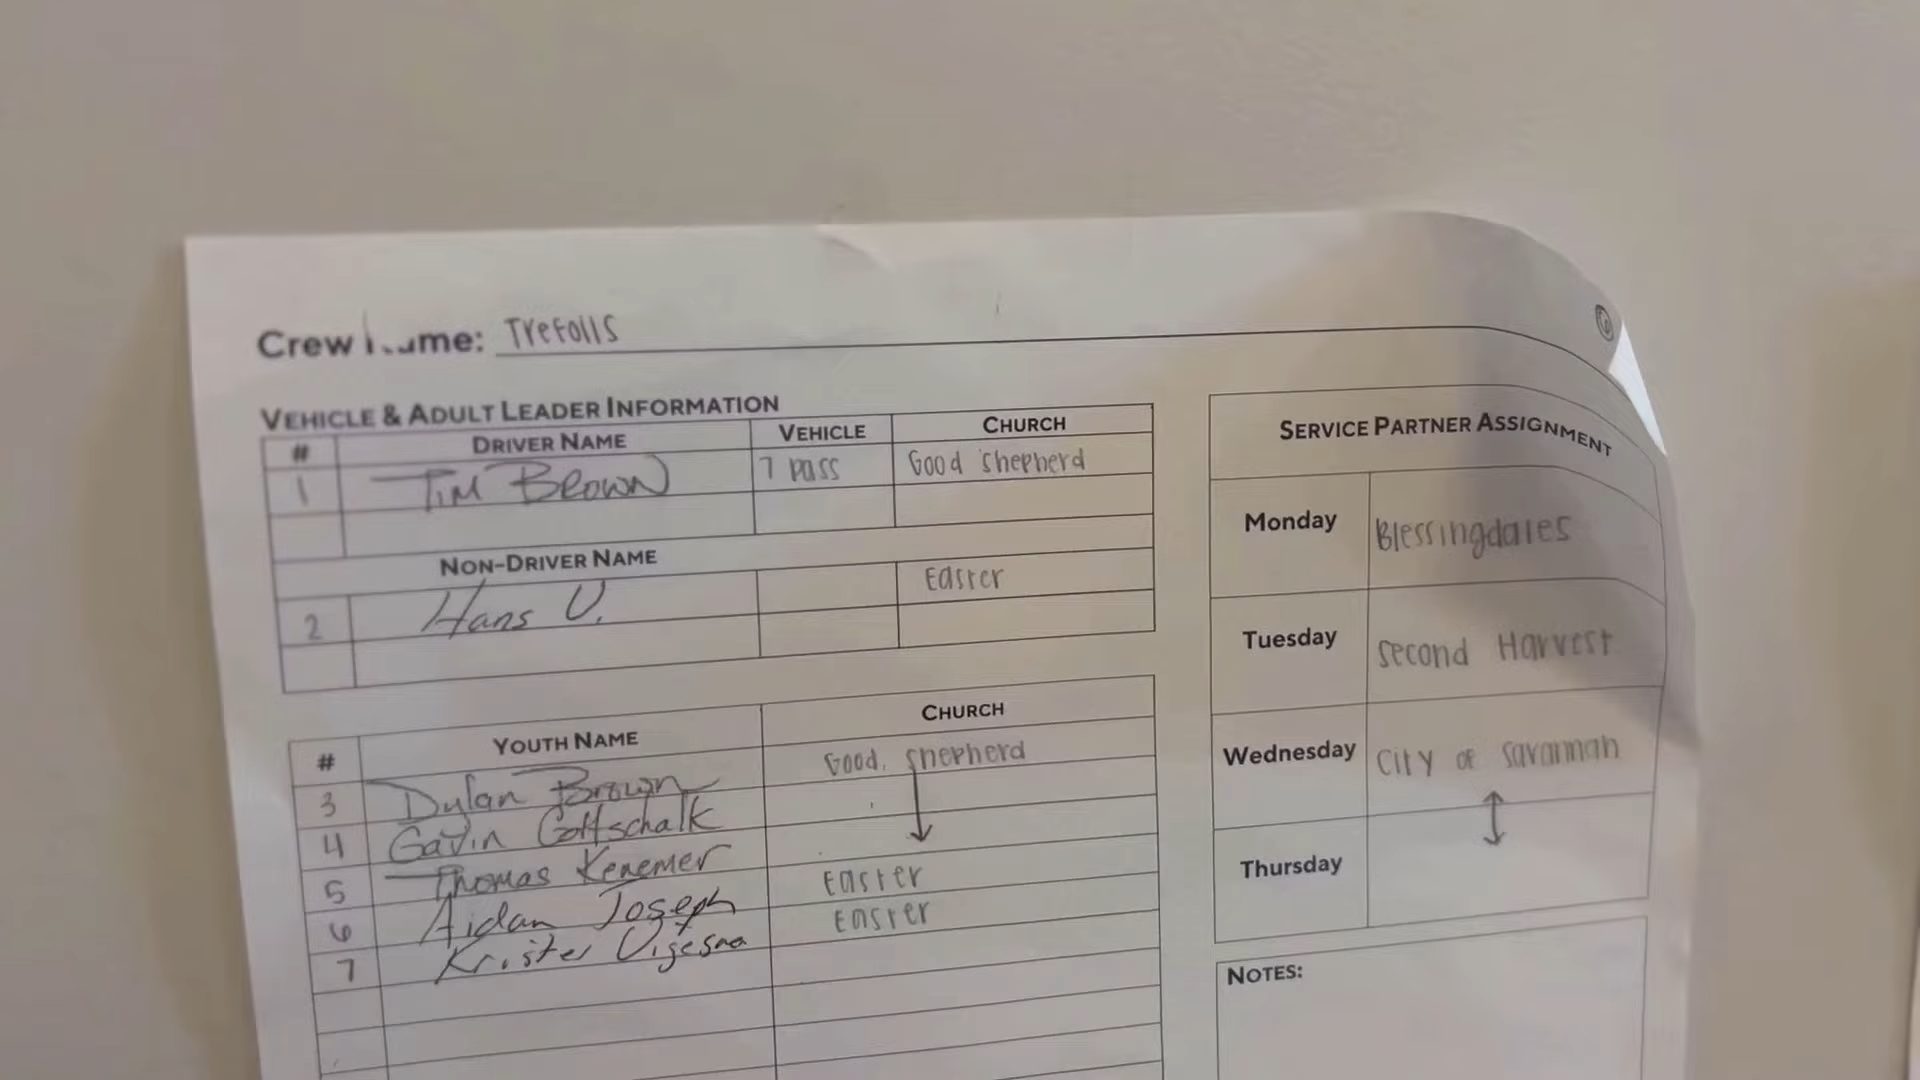 Crew Name: Trefoils
VEHICLE & ADULT LEADER INFORMATION
# DRIVER NAME VEHICLE CHURCH
1 Tim Brown 7 pass Good shepherd
NON-DRIVER NAME
2 Hans V. Easter
# YOUTH NAME CHURCH
3 Dylan Brown Good shepherd
4 Gavin Gottschalk
5 Thomas Kenemer
6 Aidan Joseph Easter
7 Krister Easter
SERVICE PARTNER ASSIGNMENT
Monday Blessingdales
Tuesday Second Harvest
Wednesday City of Savannah
Thursday
NOTES: